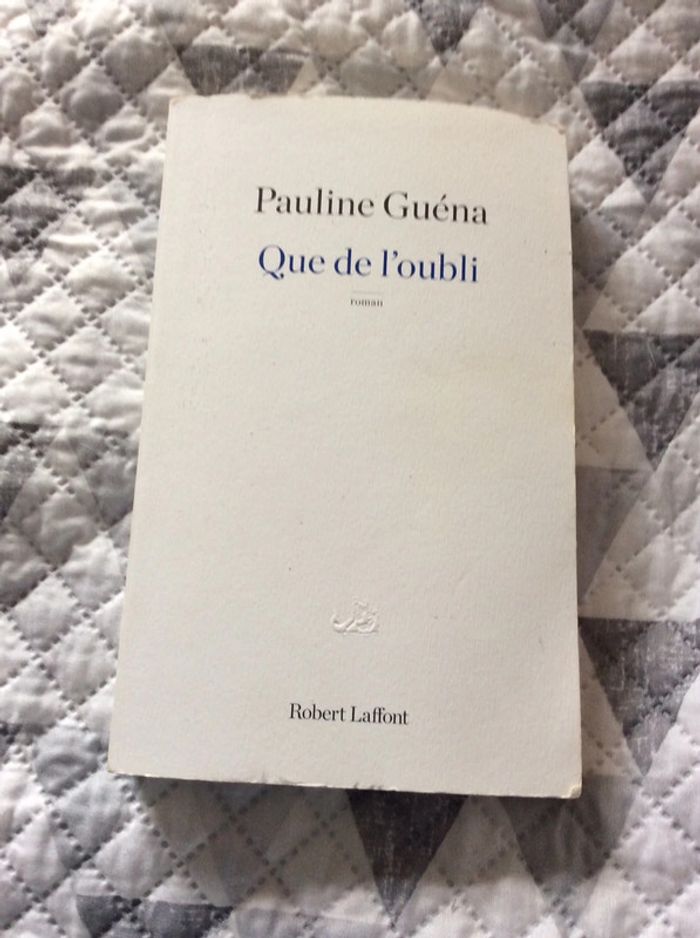 Pauline Guéna
Que de l'oubli
roman
Robert Laffont